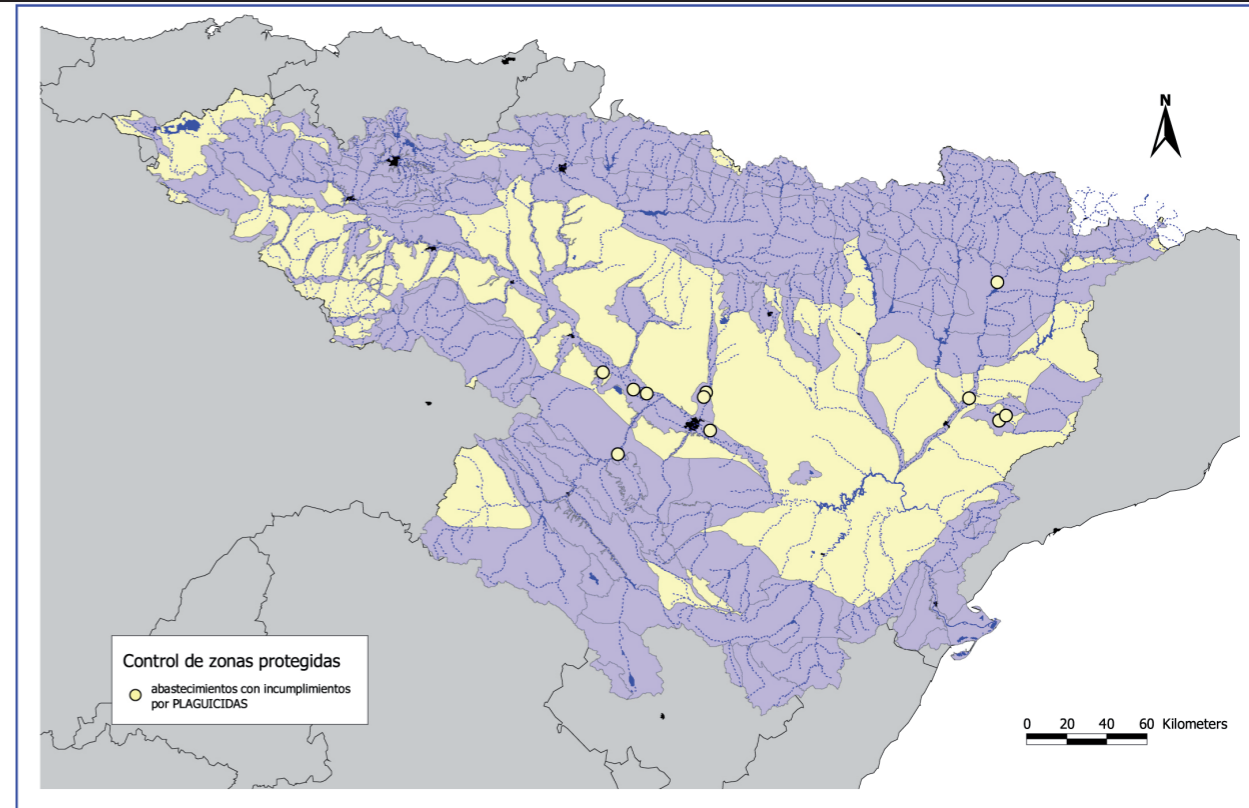 N
Control de zonas protegidas
abastecimientos con incumplimientos
por PLAGUICIDAS
0 20 40 60 Kilometers